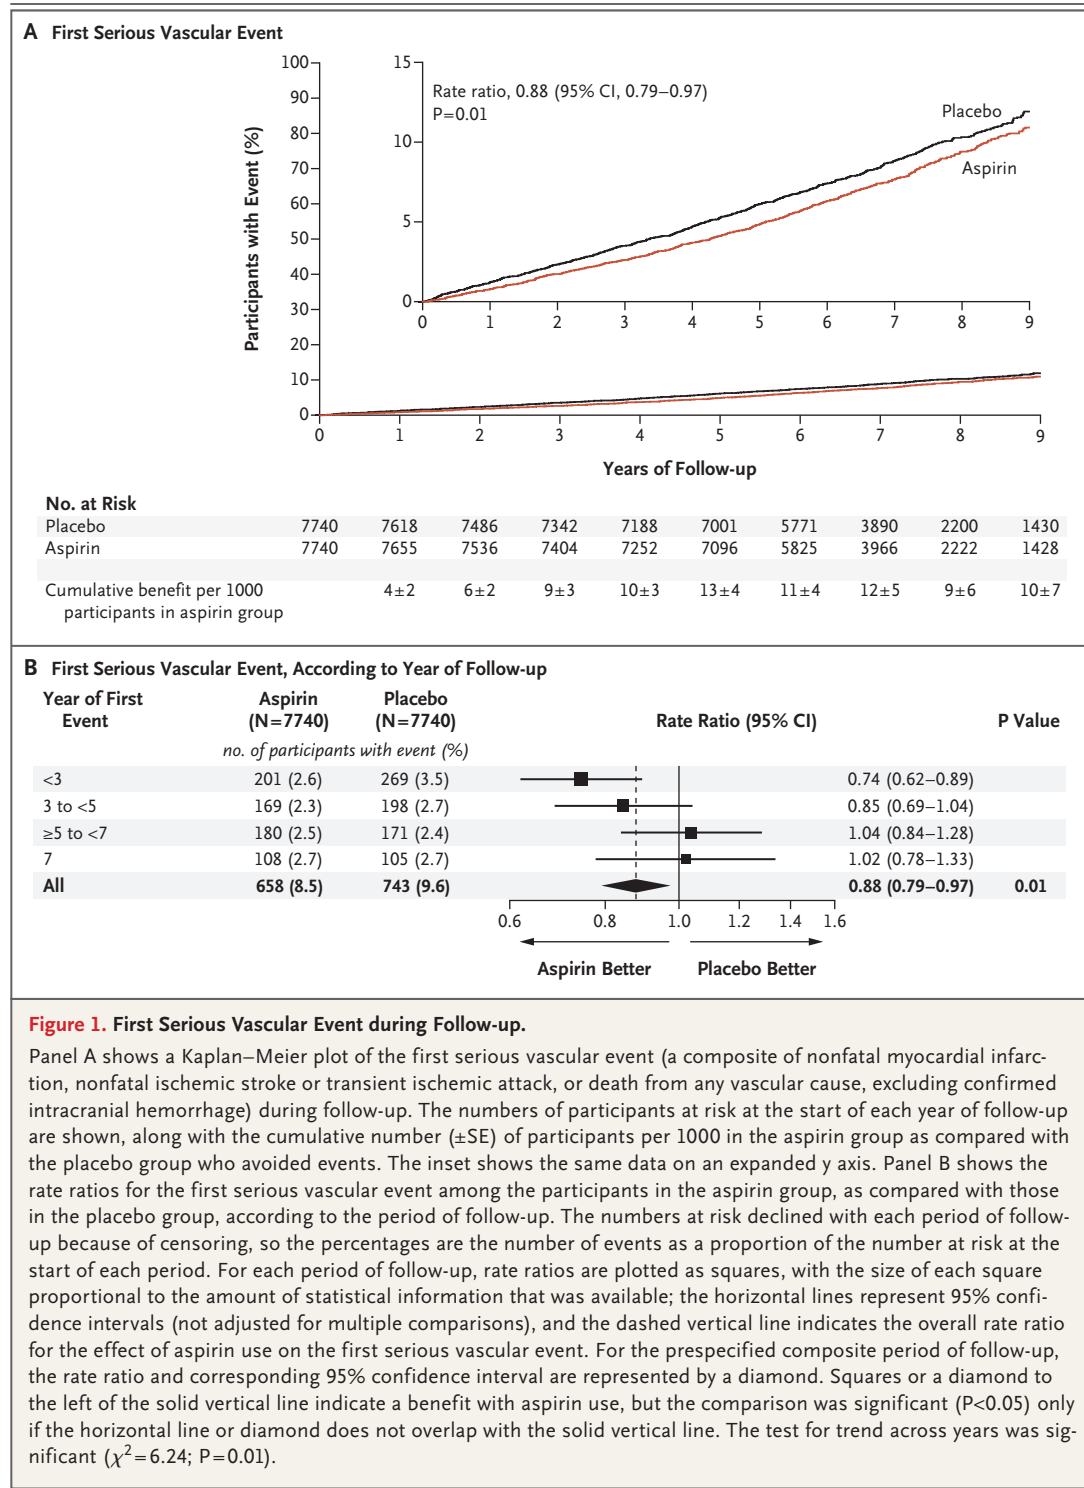 A First Serious Vascular Event
Participants with Event (%)
100
90
80
70
60
50
40
30
20
10
0
15
10
5
0
Rate ratio, 0.88 (95% CI, 0.79–0.97)
P=0.01
Placebo
Aspirin
0 1 2 3 4 5 6 7 8 9
0 1 2 3 4 5 6 7 8 9
Years of Follow-up
No. at Risk
Placebo 7740 7618 7486 7342 7188 7001 5771 3890 2200 1430
Aspirin 7740 7655 7536 7404 7252 7096 5825 3966 2222 1428
Cumulative benefit per 1000 4±2 6±2 9±3 10±3 13±4 11±4 12±5 9±6 10±7
participants in aspirin group
B First Serious Vascular Event, According to Year of Follow-up
Year of First Aspirin Placebo
Event (N=7740) (N=7740) Rate Ratio (95% CI) P Value
no. of participants with event (%)
<3 201 (2.6) 269 (3.5) 0.74 (0.62–0.89)
3 to <5 169 (2.3) 198 (2.7) 0.85 (0.69–1.04)
≥5 to <7 180 (2.5) 171 (2.4) 1.04 (0.84–1.28)
7 108 (2.7) 105 (2.7) 1.02 (0.78–1.33)
All 658 (8.5) 743 (9.6) 0.88 (0.79–0.97) 0.01
0.6 0.8 1.0 1.2 1.4 1.6
Aspirin Better Placebo Better
Figure 1. First Serious Vascular Event during Follow-up.
Panel A shows a Kaplan–Meier plot of the first serious vascular event (a composite of nonfatal myocardial infarc-
tion, nonfatal ischemic stroke or transient ischemic attack, or death from any vascular cause, excluding confirmed
intracranial hemorrhage) during follow-up. The numbers of participants at risk at the start of each year of follow-up
are shown, along with the cumulative number (±SE) of participants per 1000 in the aspirin group as compared with
the placebo group who avoided events. The inset shows the same data on an expanded y axis. Panel B shows the
rate ratios for the first serious vascular event among the participants in the aspirin group, as compared with those
in the placebo group, according to the period of follow-up. The numbers at risk declined with each period of follow-
up because of censoring, so the percentages are the number of events as a proportion of the number at risk at the
start of each period. For each period of follow-up, rate ratios are plotted as squares, with the size of each square
proportional to the amount of statistical information that was available; the horizontal lines represent 95% confi-
dence intervals (not adjusted for multiple comparisons), and the dashed vertical line indicates the overall rate ratio
for the effect of aspirin use on the first serious vascular event. For the prespecified composite period of follow-up,
the rate ratio and corresponding 95% confidence interval are represented by a diamond. Squares or a diamond to
the left of the solid vertical line indicate a benefit with aspirin use, but the comparison was significant (P<0.05) only
if the horizontal line or diamond does not overlap with the solid vertical line. The test for trend across years was sig-
nificant (χ²=6.24; P=0.01).